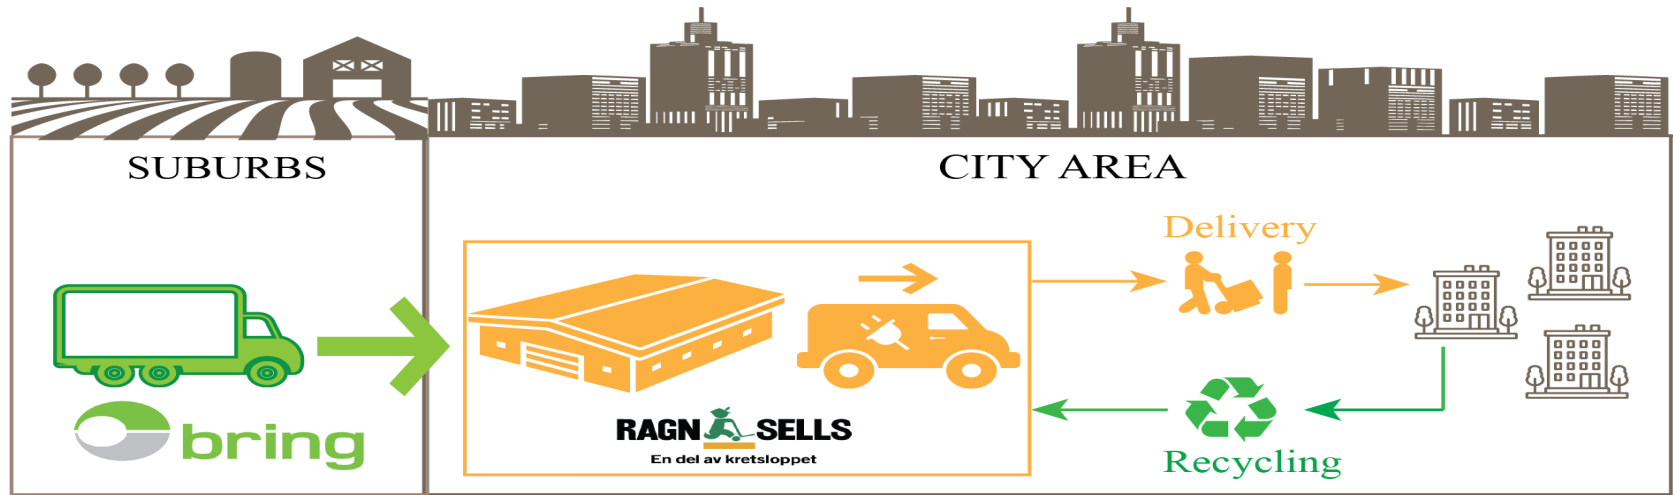 SUBURBS
CITY AREA
Delivery
bring
RAGN SELLS
En del av kretsloppet
Recycling